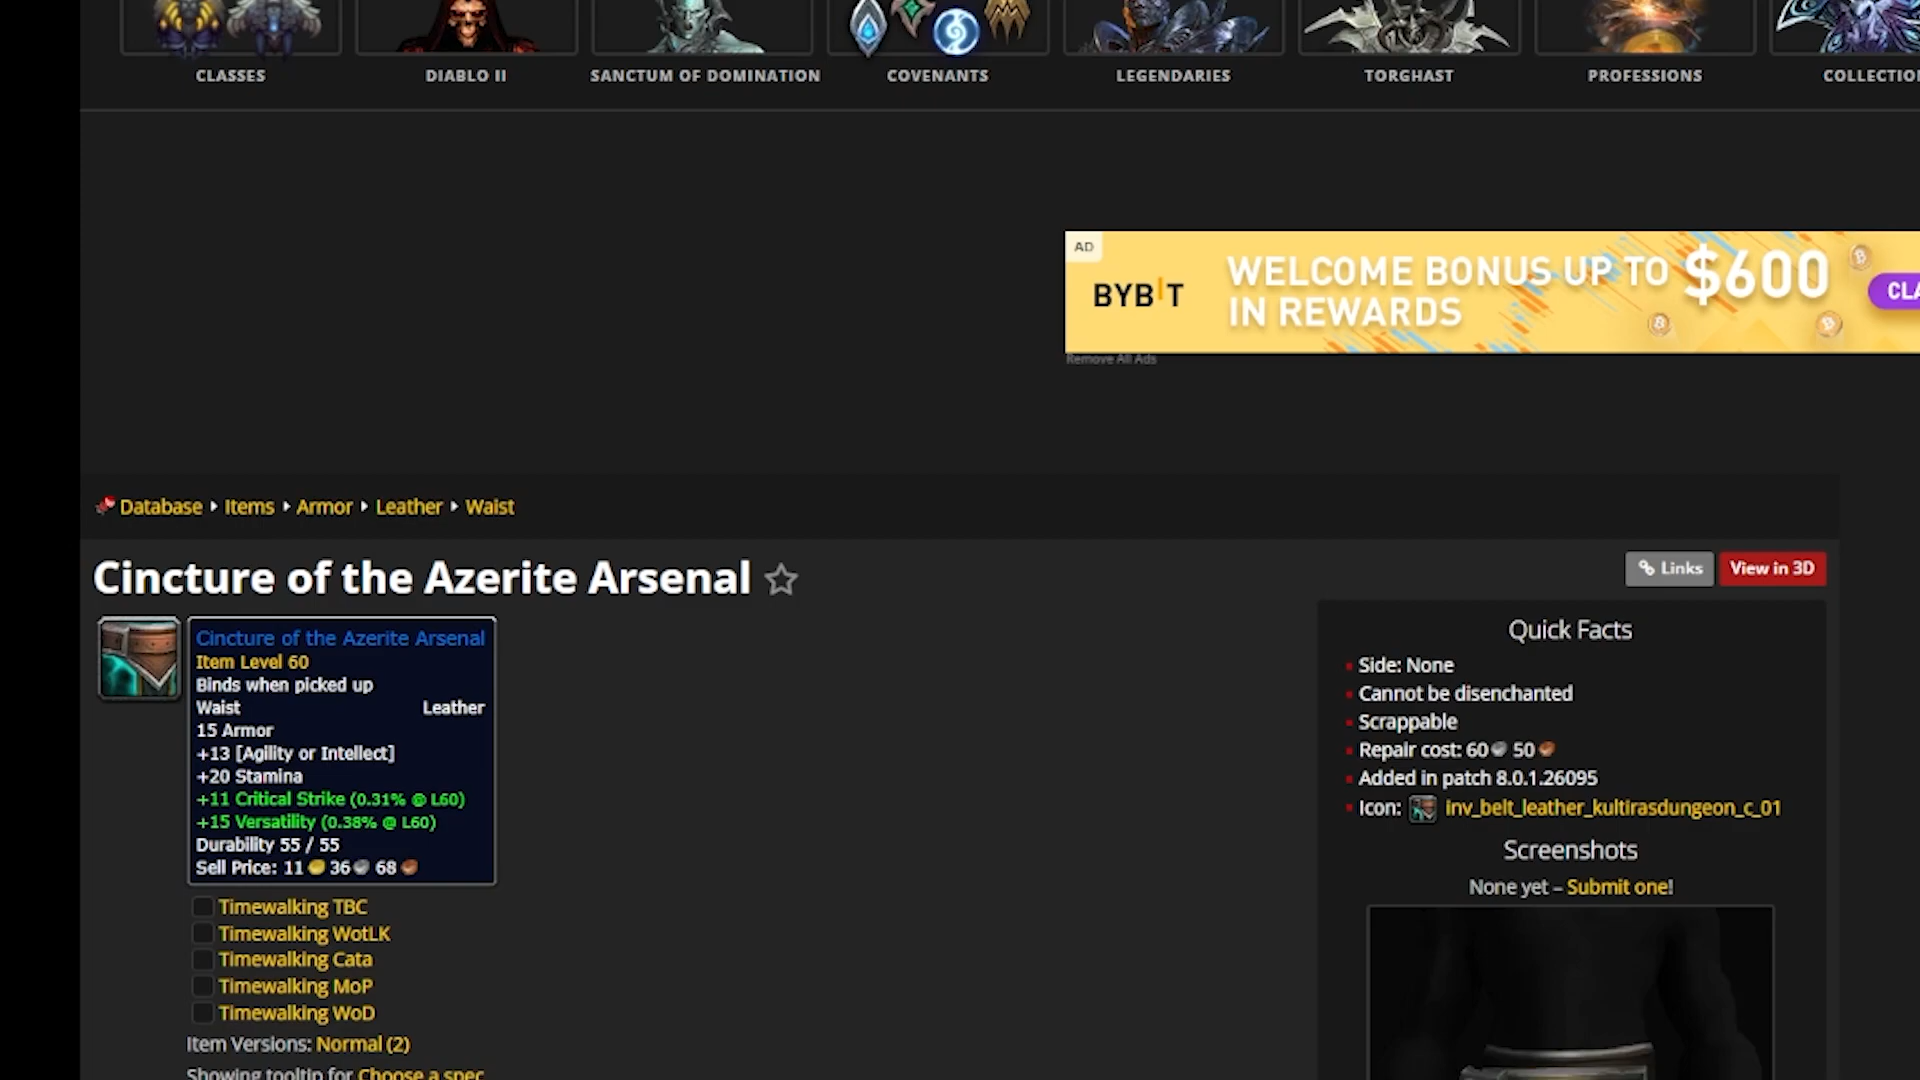 CLASSES
DIABLO II
SANCTUM OF DOMINATION
COVENANTS
LEGENDARIES
TORGHAST
PROFESSIONS
COLLECTIO
AD
BYBIT
WELCOME BONUS UP TO $600
IN REWARDS
CLA
Remove All Ads
Database Items Armor Leather Waist
Cincture of the Azerite Arsenal
Links
View in 3D
Cincture of the Azerite Arsenal
Item Level 60
Binds when picked up
Waist Leather
15 Armor
+13 [Agility or Intellect]
+20 Stamina
+11 Critical Strike (0.31% @ L60)
+15 Versatility (0.38% @ L60)
Durability 55 / 55
Sell Price: 11 36 68
Timewalking TBC
Timewalking WotLK
Timewalking Cata
Timewalking MoP
Timewalking WoD
Item Versions: Normal (2)
Showing tooltip for Choose a spec
Quick Facts
Side: None
Cannot be disenchanted
Scrappable
Repair cost: 60 50
Added in patch 8.0.1.26095
Icon: inv_belt_leather_kultirasdungeon_c_01
Screenshots
None yet – Submit one!